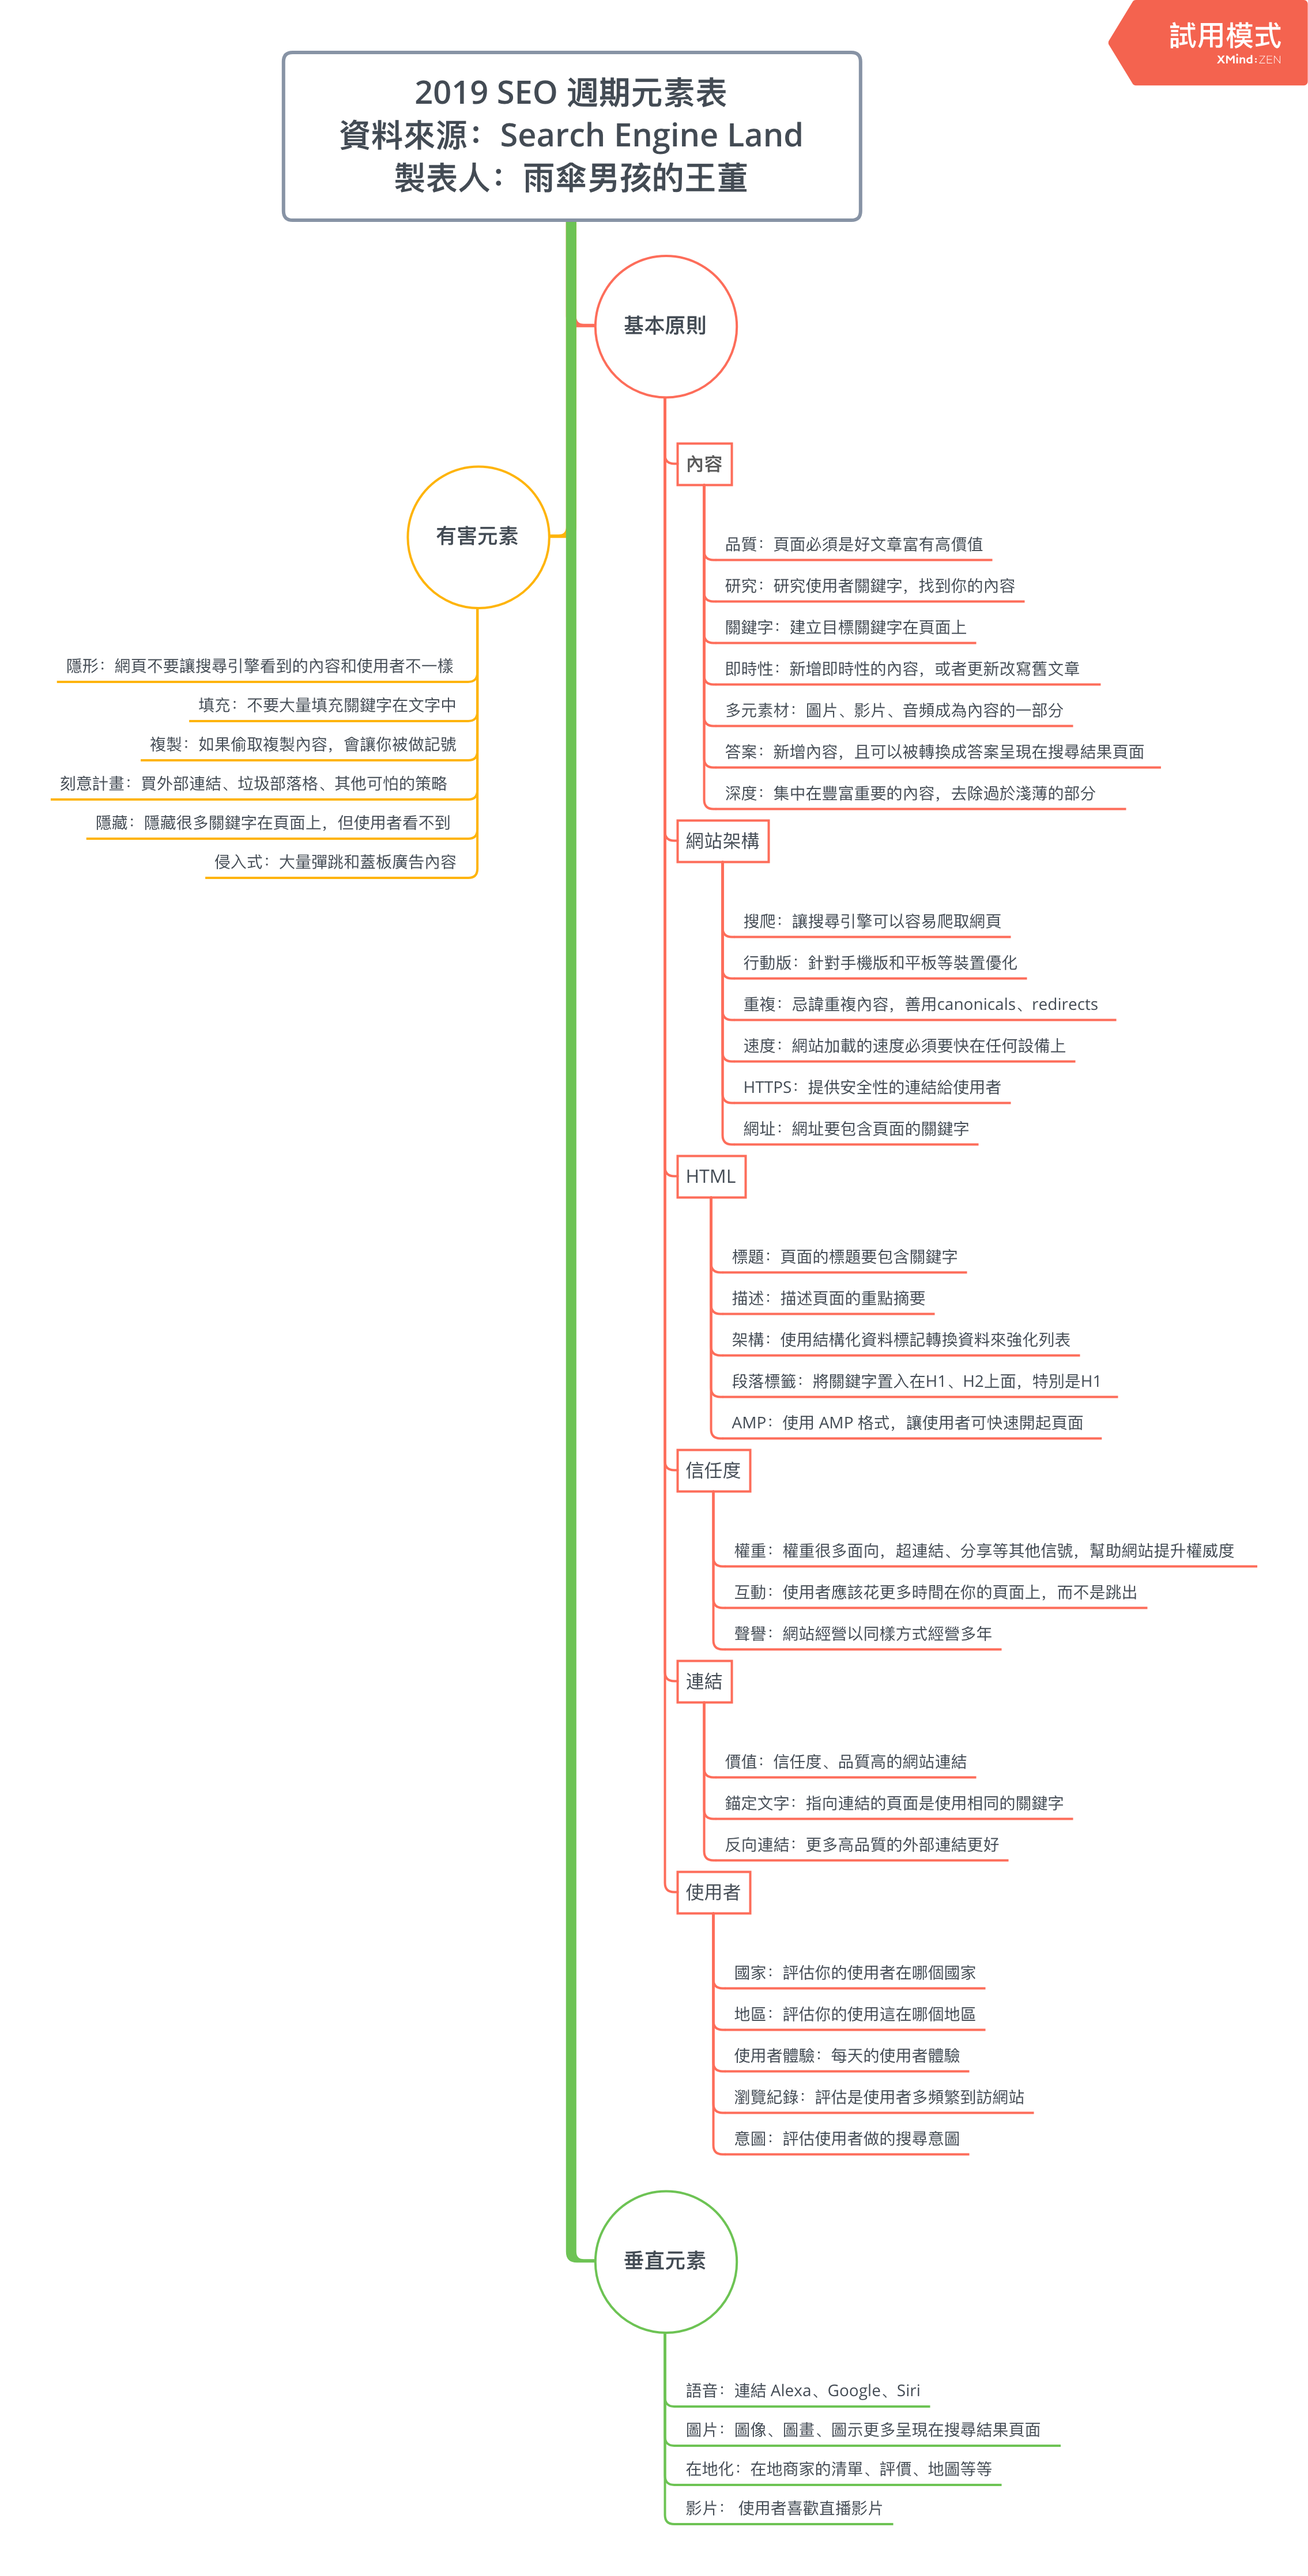 試用模式
XMind:ZEN
2019 SEO 週期元素表
資料來源：Search Engine Land
製表人：雨傘男孩的王董
基本原則
內容
品質：頁面必須是好文章富有高價值
研究：研究使用者關鍵字，找到你的內容
關鍵字：建立目標關鍵字在頁面上
即時性：新增即時性的內容，或者更新改寫舊文章
多元素材：圖片、影片、音頻成為內容的一部分
答案：新增內容，且可以被轉換成答案呈現在搜尋結果頁面
深度：集中在豐富重要的內容，去除過於淺薄的部分
網站架構
搜爬：讓搜尋引擎可以容易爬取網頁
行動版：針對手機版和平板等裝置優化
重複：忌諱重複內容，善用canonicals、redirects
速度：網站加載的速度必須要快在任何設備上
HTTPS：提供安全性的連結給使用者
網址：網址要包含頁面的關鍵字
HTML
標題：頁面的標題要包含關鍵字
描述：描述頁面的重點摘要
架構：使用結構化資料標記轉換資料來強化列表
段落標籤：將關鍵字置入在H1、H2上面，特別是H1
AMP：使用 AMP 格式，讓使用者可快速開起頁面
信任度
權重：權重很多面向，超連結、分享等其他信號，幫助網站提升權威度
互動：使用者應該花更多時間在你的頁面上，而不是跳出
聲譽：網站經營以同樣方式經營多年
連結
價值：信任度、品質高的網站連結
錨定文字：指向連結的頁面是使用相同的關鍵字
反向連結：更多高品質的外部連結更好
使用者
國家：評估你的使用者在哪個國家
地區：評估你的使用這在哪個地區
使用者體驗：每天的使用者體驗
瀏覽紀錄：評估是使用者多頻繁到訪網站
意圖：評估使用者做的搜尋意圖
有害元素
隱形：網頁不要讓搜尋引擎看到的內容和使用者不一樣
填充：不要大量填充關鍵字在文字中
複製：如果偷取複製內容，會讓你被做記號
刻意計畫：買外部連結、垃圾部落格、其他可怕的策略
隱藏：隱藏很多關鍵字在頁面上，但使用者看不到
侵入式：大量彈跳和蓋板廣告內容
垂直元素
語音：連結 Alexa、Google、Siri
圖片：圖像、圖畫、圖示更多呈現在搜尋結果頁面
在地化：在地商家的清單、評價、地圖等等
影片： 使用者喜歡直播影片